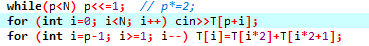 while(p<N) p<<=1;  // p*=2;
for (int i=0; i<N; i++) cin>>T[p+i];
for (int i=p-1; i>=1; i--) T[i]=T[i*2]+T[i*2+1];